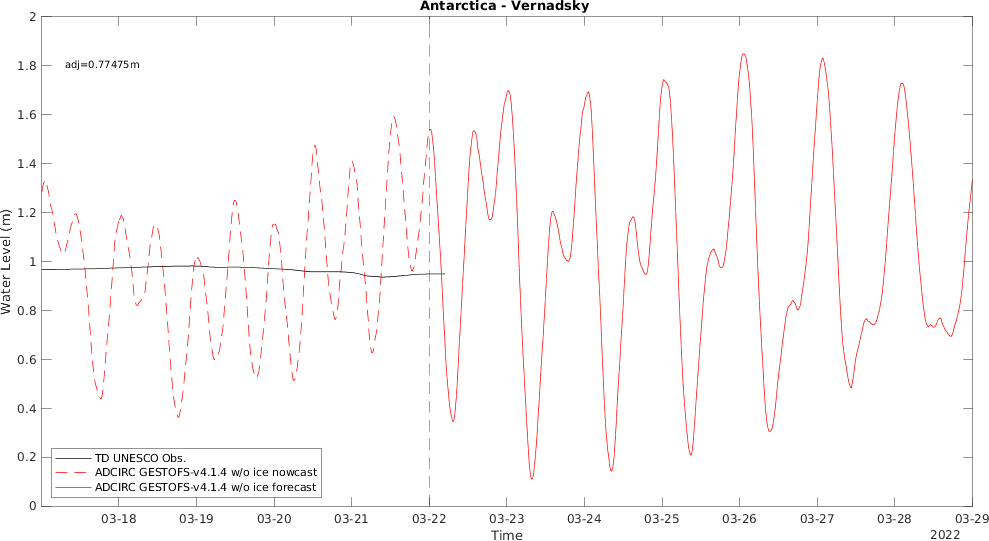 Antarctica - Vernadsky
2
1.8
1.6
1.4
1.2
1
0.8
0.6
0.4
0.2
0
Water Level (m)
adj=0.77475m
TD UNESCO Obs.
ADCIRC GESTOFS-v4.1.4 w/o ice nowcast
ADCIRC GESTOFS-v4.1.4 w/o ice forecast
03-18 03-19 03-20 03-21 03-22 03-23 03-24 03-25 03-26 03-27 03-28 03-29
Time
2022